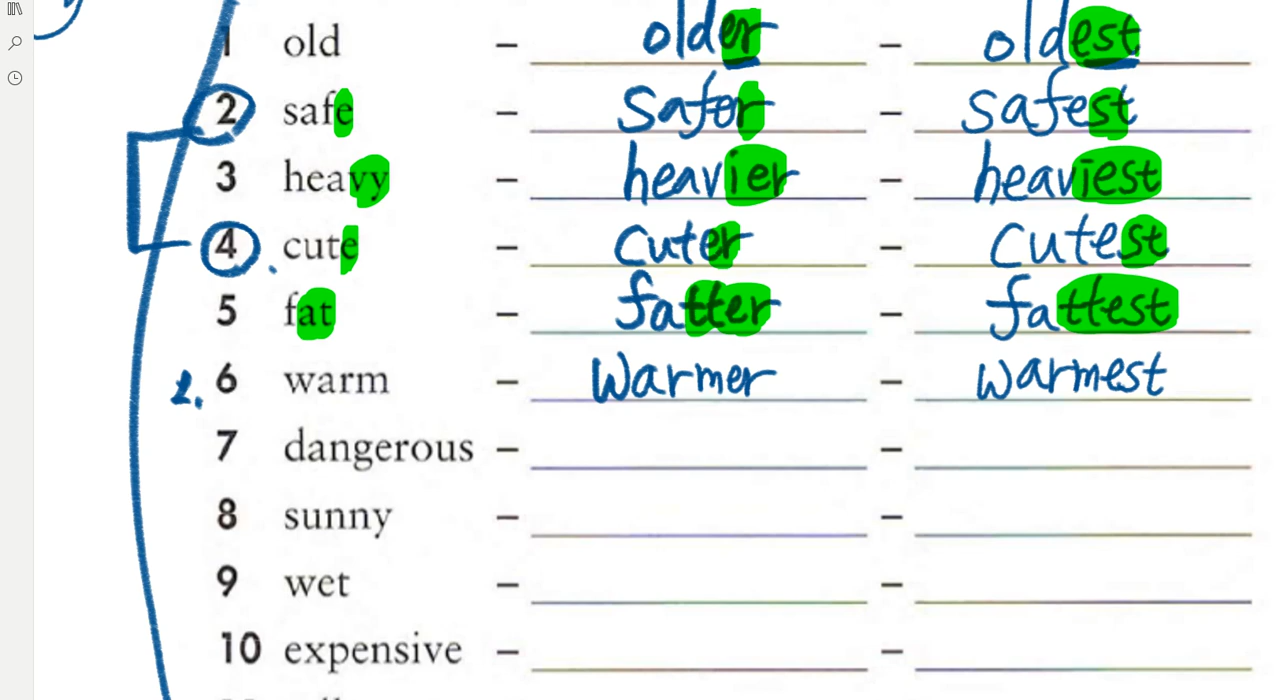 1 old – older – oldest
2 safe – safer – safest
3 heavy – heavier – heaviest
4 cute – cuter – cutest
5 fat – fatter – fattest
2. 6 warm – warmer – warmest
7 dangerous –  –
8 sunny –  –
9 wet –  –
10 expensive –  –